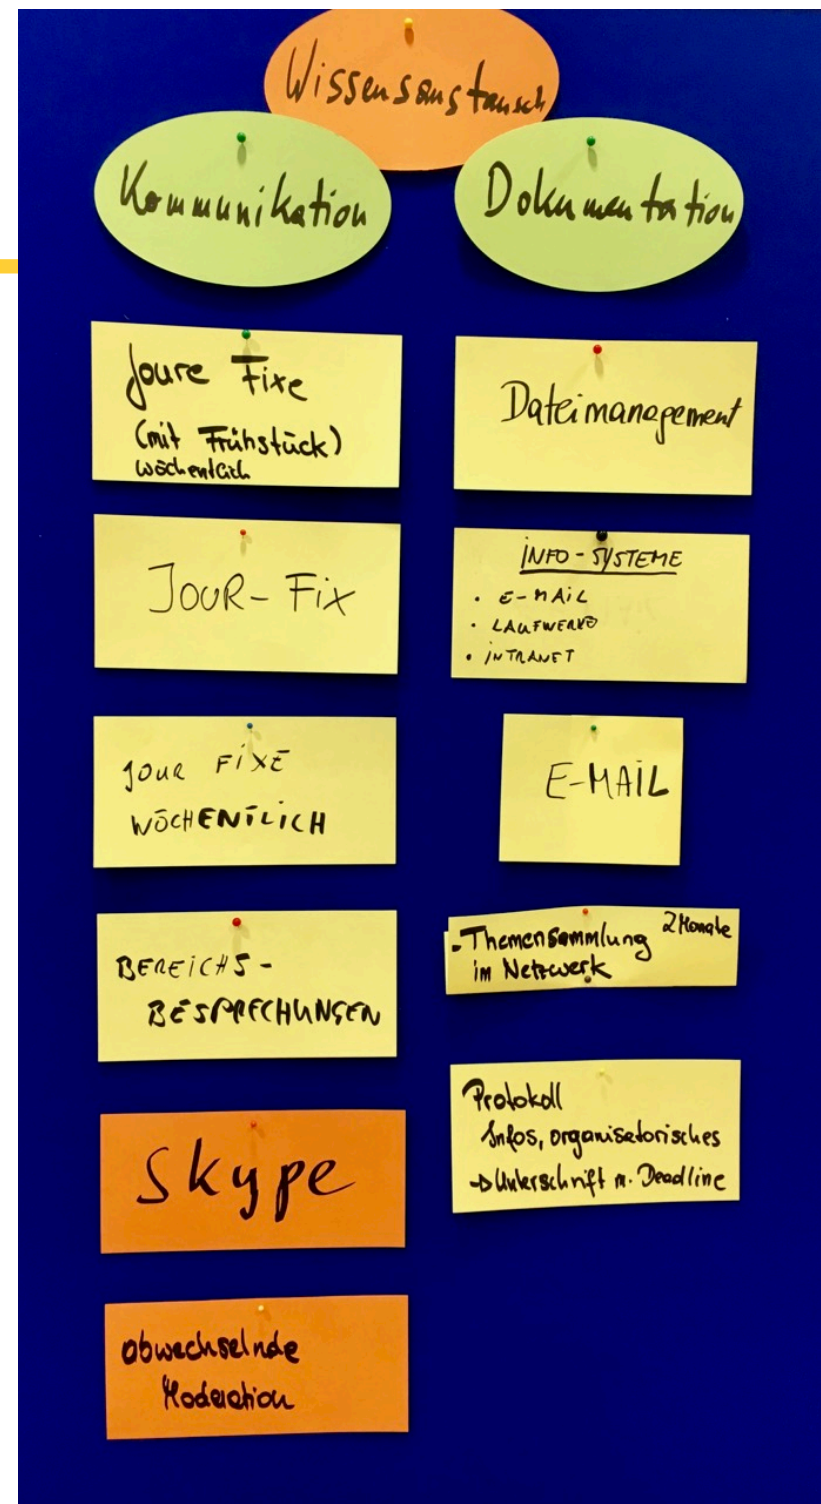 Wissensaustausch
Kommunikation
Joure Fixe
(mit Frühstück)
wöchentlich
JOUR-FiX
JOUR FiXE
WÖCHENTLICH
BEREiCHS-
BESPRECHUNGEN
Skype
abwechselnde
Moderation
Dokumentation
Dateimanagement
iNFO-SYSTEME
• E-MAiL
• LAUFWERKE
• iNTRANET
E-MAiL
- Themensammlung 2 Monate
im Netzwerk
Protokoll
Infos, organisatorisches
→ Unterschrift m. Deadline